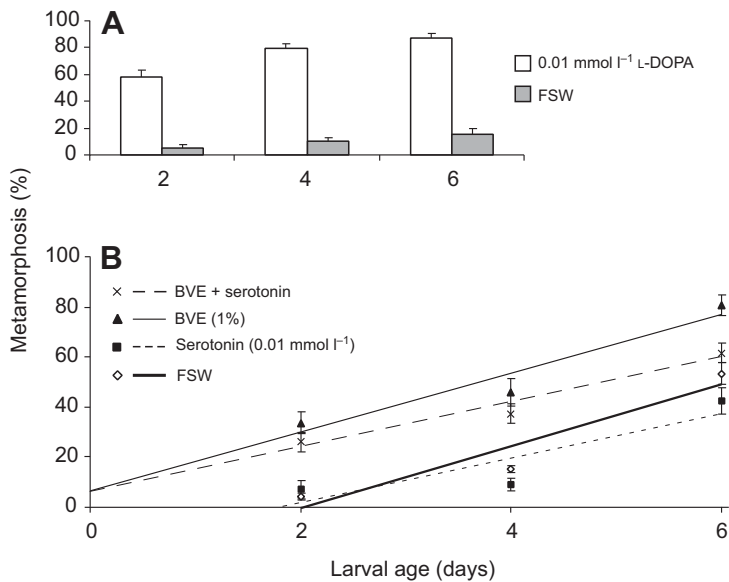 A
100
80
60
40
20
0
2
4
6
0.01 mmol l⁻¹ L-DOPA
FSW
Metamorphosis (%)
B
100
80
60
40
20
0
BVE + serotonin
BVE (1%)
Serotonin (0.01 mmol l⁻¹)
FSW
0
2
4
6
Larval age (days)